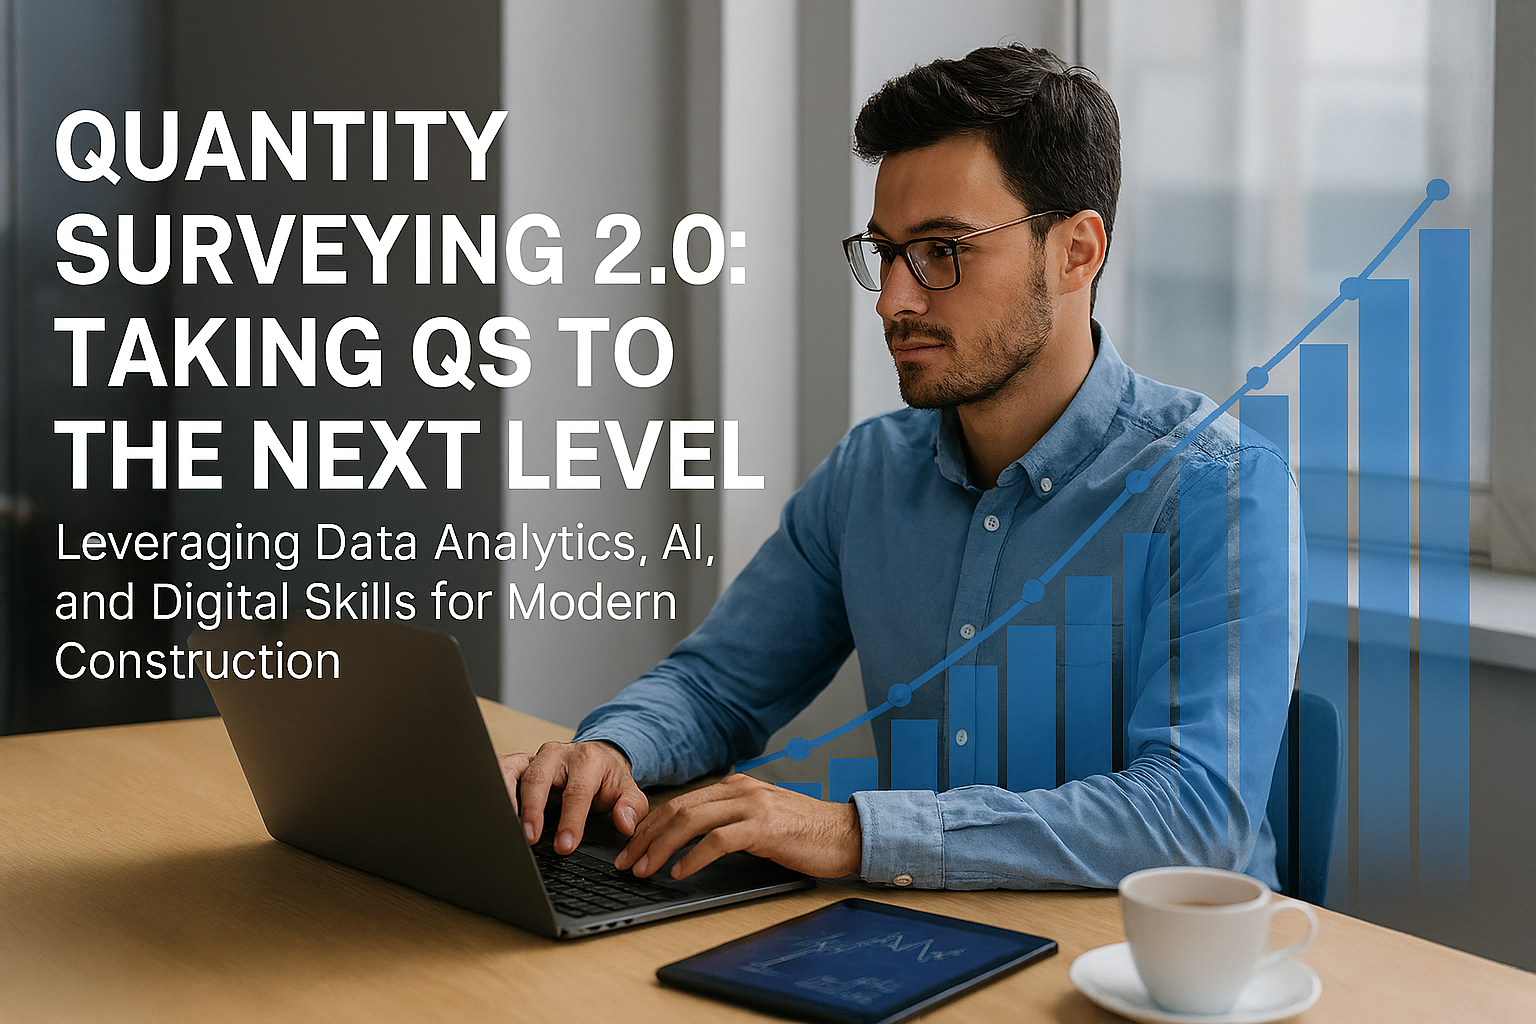 QUANTITY
SURVEYING 2.0:
TAKING QS TO
THE NEXT LEVEL
Leveraging Data Analytics, AI,
and Digital Skills for Modern
Construction